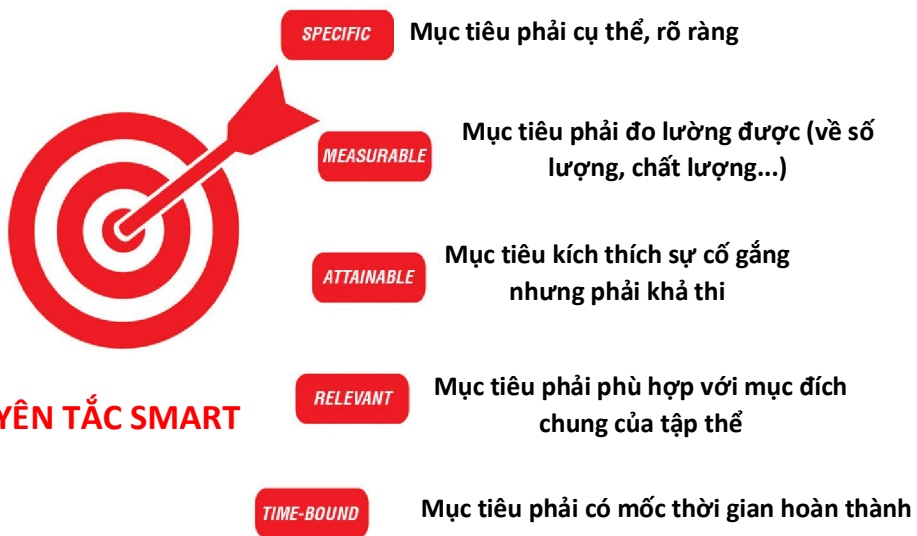 SPECIFIC
Mục tiêu phải cụ thể, rõ ràng
MEASURABLE
Mục tiêu phải đo lường được (về số
lượng, chất lượng...)
ATTAINABLE
Mục tiêu kích thích sự cố gắng
nhưng phải khả thi
YÊN TẮC SMART
RELEVANT
Mục tiêu phải phù hợp với mục đích
chung của tập thể
TIME-BOUND
Mục tiêu phải có mốc thời gian hoàn thành